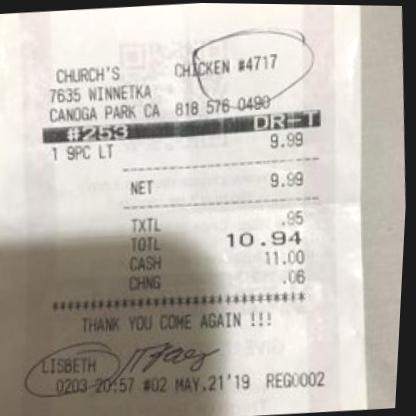 CHURCH'S CHICKEN #4717
7635 WINNETKA
CANOGA PARK CA 818 576 0490
#253 DR-T
1 9PC LT 9.99
NET 9.99
TXTL .95
TOTL 10.94
CASH 11.00
CHNG .06
THANK YOU COME AGAIN !!!
LISBETH
0203 20:57 #02 MAY.21'19 REG0002